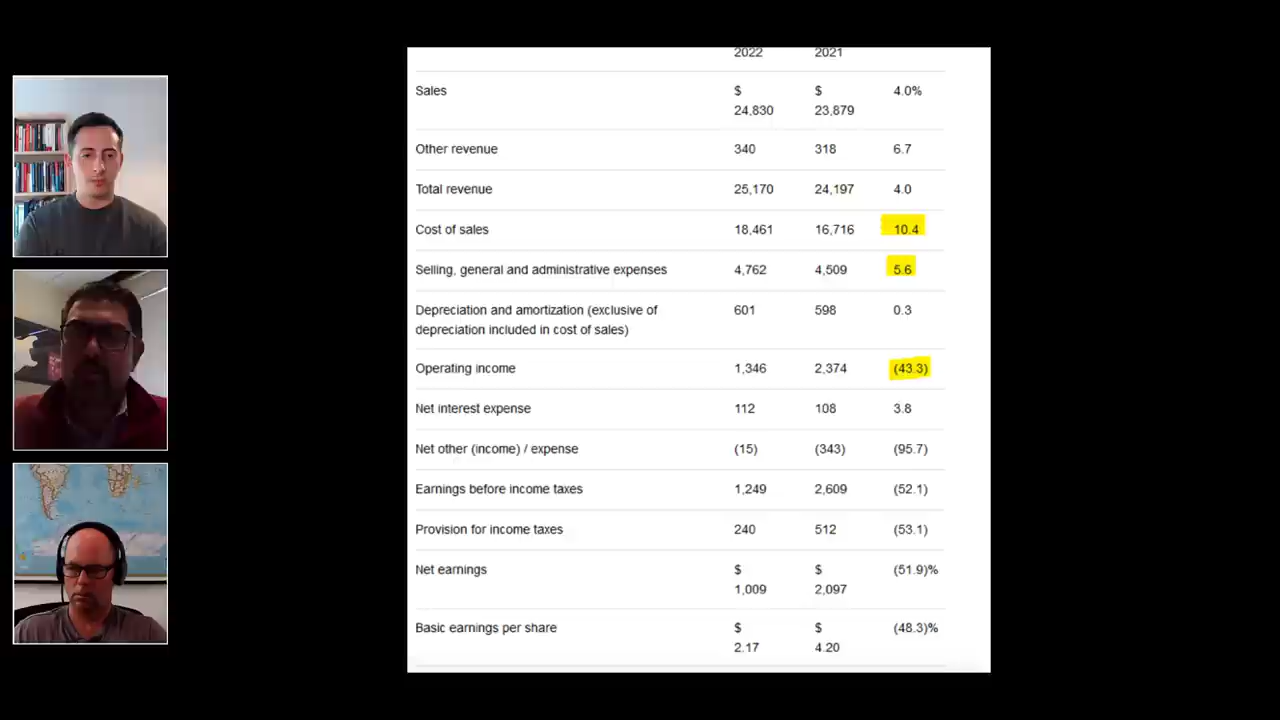 2022 2021
Sales $ 24,830 $ 23,879 4.0%
Other revenue 340 318 6.7
Total revenue 25,170 24,197 4.0
Cost of sales 18,461 16,716 10.4
Selling, general and administrative expenses 4,762 4,509 5.6
Depreciation and amortization (exclusive of 601 598 0.3
depreciation included in cost of sales)
Operating income 1,346 2,374 (43.3)
Net interest expense 112 108 3.8
Net other (income) / expense (15) (343) (95.7)
Earnings before income taxes 1,249 2,609 (52.1)
Provision for income taxes 240 512 (53.1)
Net earnings $ 1,009 $ 2,097 (51.9)%
Basic earnings per share $ 2.17 $ 4.20 (48.3)%